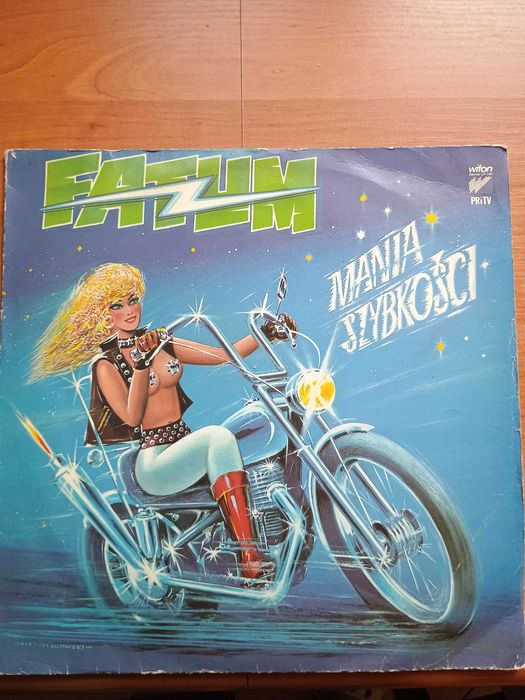 FATUM
wifon
PRiTV
MANIA
SZYBKOŚCI